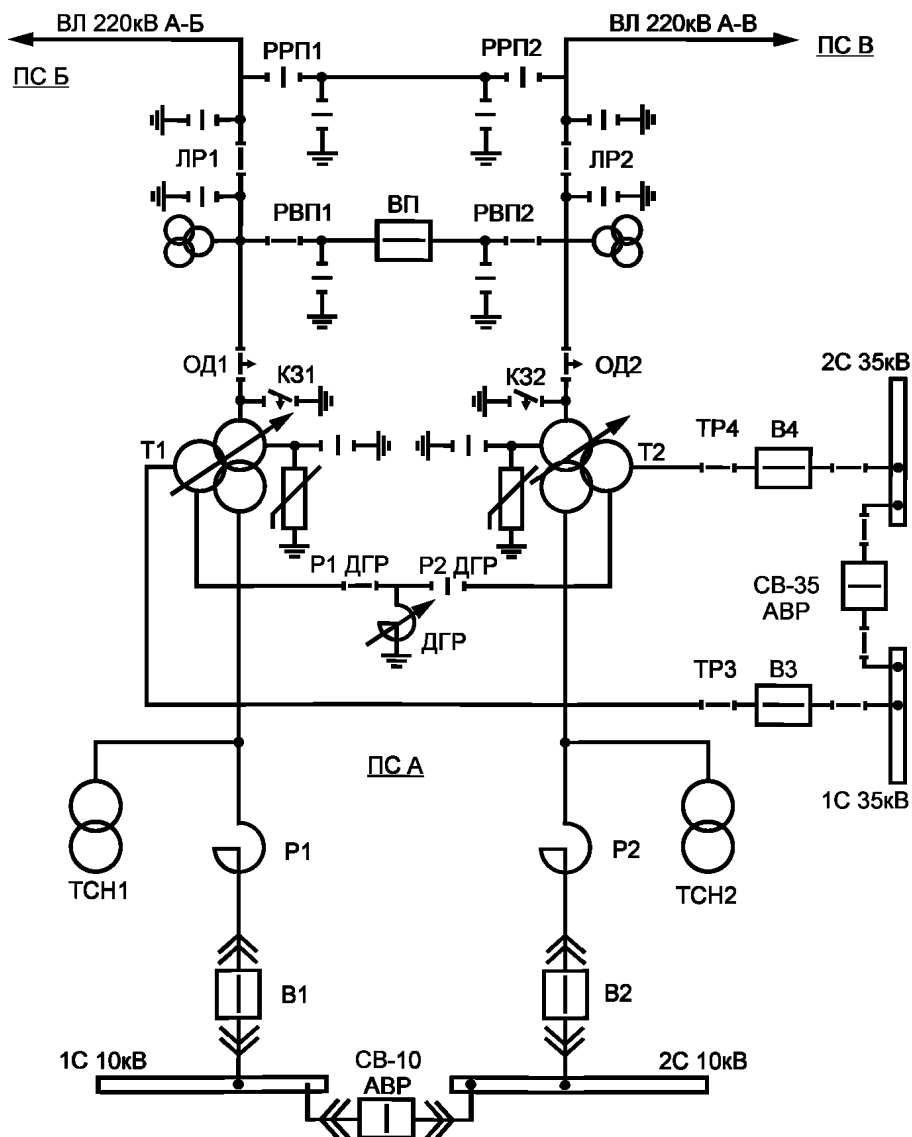 ВЛ 220кВ А-Б
ВЛ 220кВ А-В
ПС Б
РРП1
РРП2
ПС В
ЛР1
ЛР2
РВП1
ВП
РВП2
ОД1
КЗ1
КЗ2
ОД2
2С 35кВ
Т1
Т2
ТР4
В4
Р1 ДГР
Р2 ДГР
СВ-35
АВР
ДГР
ТР3
В3
ПС А
1С 35кВ
Р1
Р2
ТСН1
ТСН2
В1
В2
1С 10кВ
СВ-10
АВР
2С 10кВ